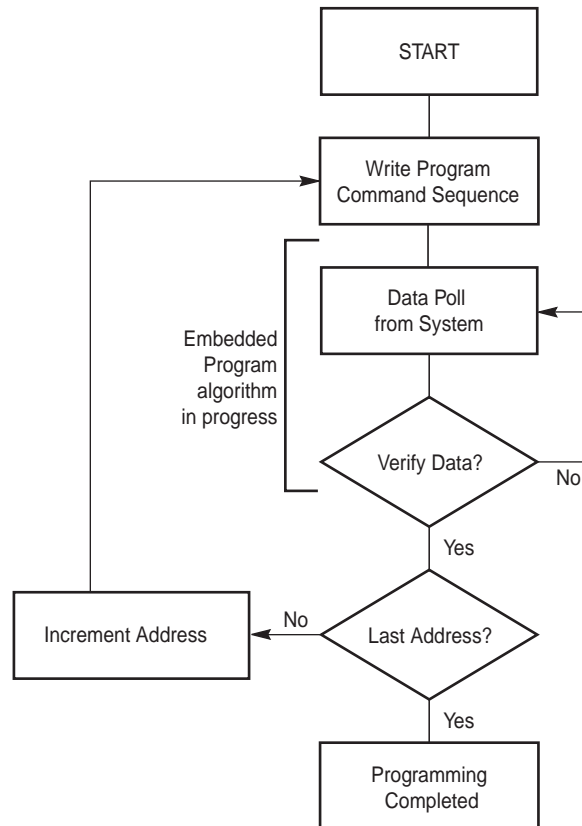 START
Write Program
Command Sequence
Data Poll
from System
Embedded
Program
algorithm
in progress
Verify Data?
No
Yes
Increment Address
No
Last Address?
Yes
Programming
Completed